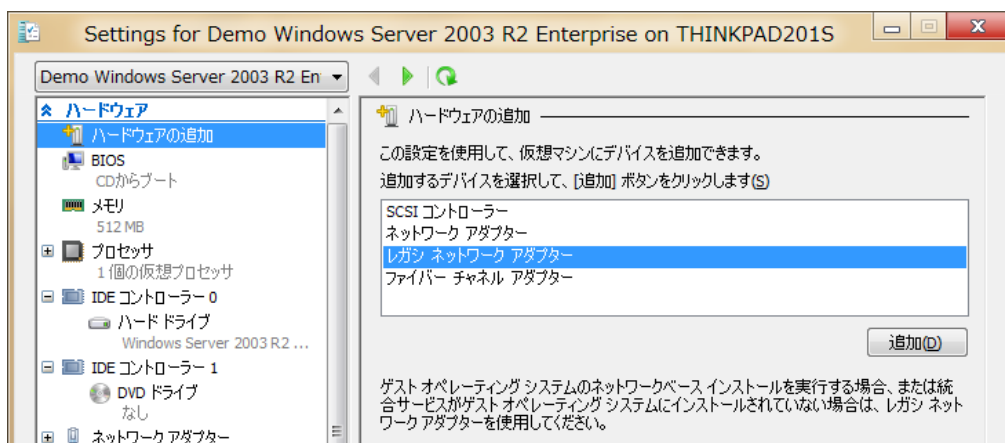 Settings for Demo Windows Server 2003 R2 Enterprise on THINKPAD201S
Demo Windows Server 2003 R2 En
ハードウェア
ハードウェアの追加
BIOS
CDからブート
メモリ
512 MB
プロセッサ
1個の仮想プロセッサ
IDE コントローラー 0
ハード ドライブ
Windows Server 2003 R2 ...
IDE コントローラー 1
DVD ドライブ
なし
ネットワーク アダプター
ハードウェアの追加
この設定を使用して、仮想マシンにデバイスを追加できます。
追加するデバイスを選択して、[追加] ボタンをクリックします(S)
SCSI コントローラー
ネットワーク アダプター
レガシ ネットワーク アダプター
ファイバー チャネル アダプター
追加(D)
ゲスト オペレーティング システムのネットワークベース インストールを実行する場合、または統
合サービスがゲスト オペレーティング システムにインストールされていない場合は、レガシ ネット
ワーク アダプターを使用してください。